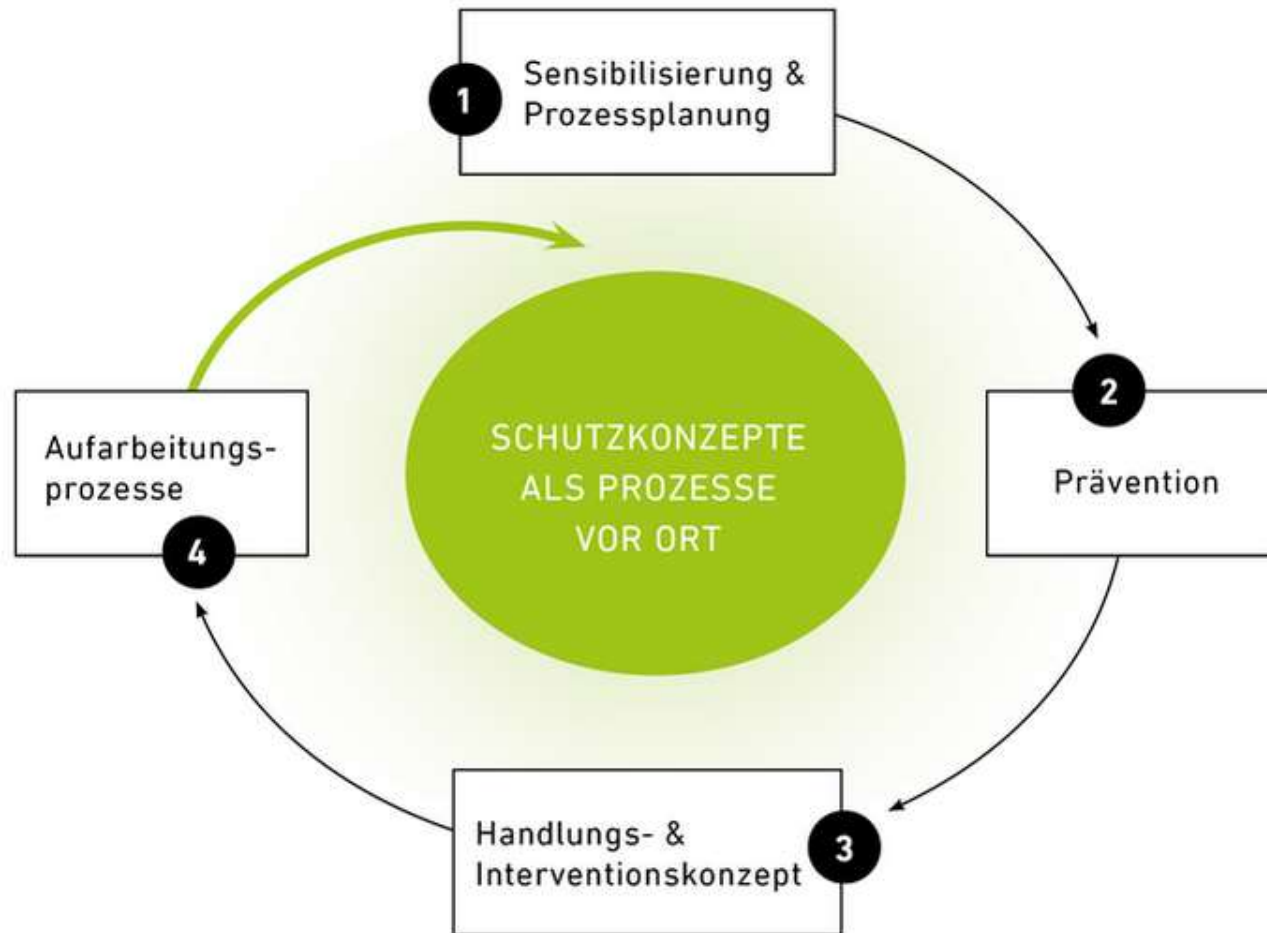 1
Sensibilisierung &
Prozessplanung
2
Prävention
SCHUTZKONZEPTE
ALS PROZESSE
VOR ORT
Aufarbeitungs-
prozesse
4
Handlungs- &
Interventionskonzept
3